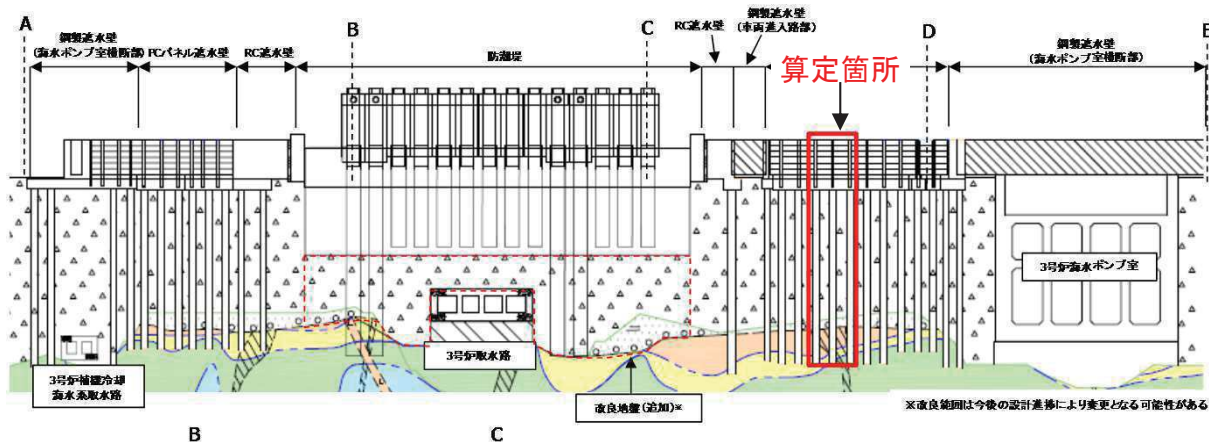 A
鋼製遮水壁
(海水ポンプ室横断部)
PCパネル遮水壁
RC遮水壁
B
防潮堤
C
RC遮水壁
鋼製遮水壁
(車両進入路部)
算定箇所
D
鋼製遮水壁
(海水ポンプ室横断部)
E
3号炉海水ポンプ室
3号炉取水路
3号炉補機冷却
海水系取水路
改良地盤(追加)※
※改良範囲は今後の設計進捗により変更となる可能性がある
B
C